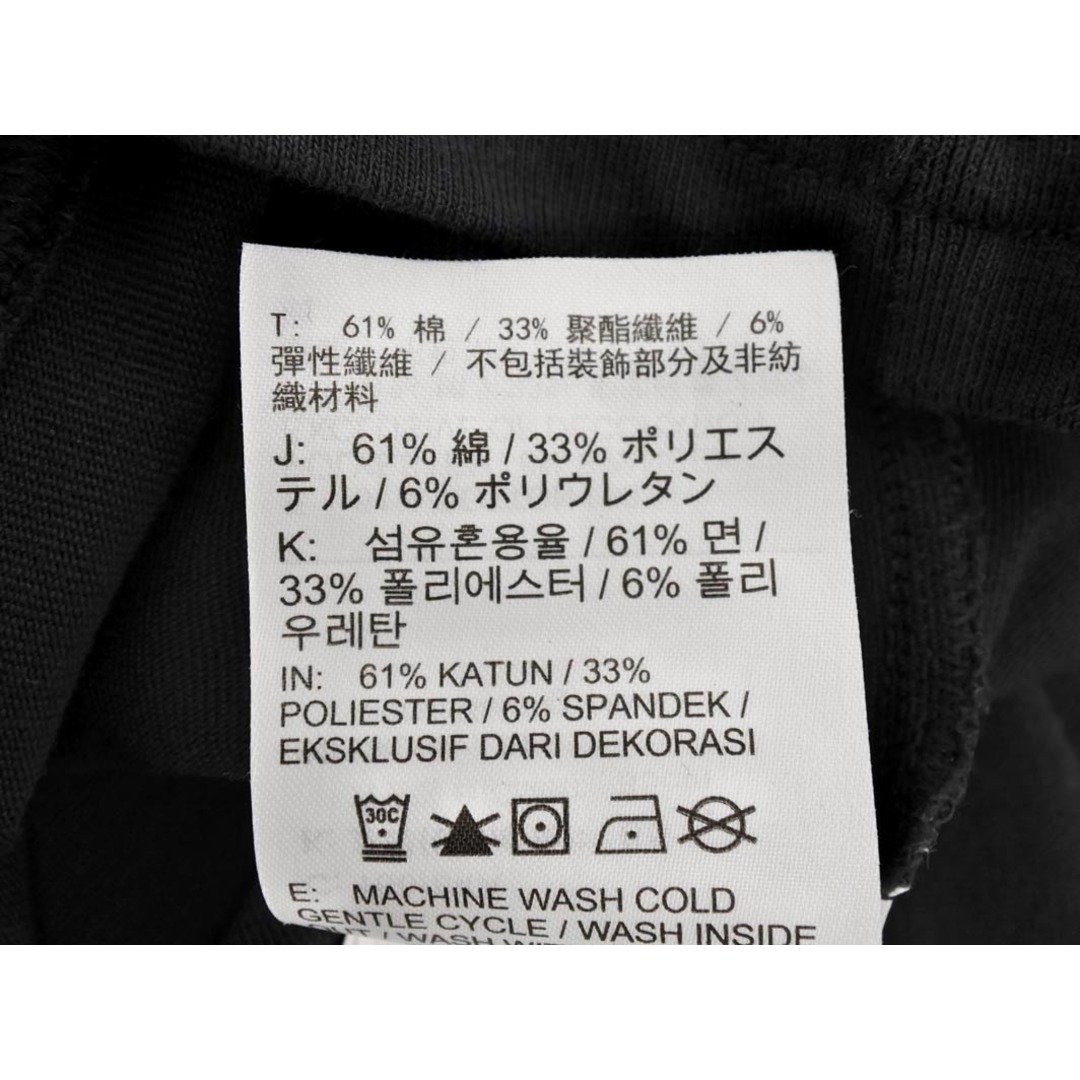 T: 61% 棉 / 33% 聚酯纖維 / 6%
彈性纖維 / 不包括裝飾部分及非紡
織材料
J: 61% 綿 / 33% ポリエス
テル / 6% ポリウレタン
K: 섬유혼용율 / 61% 면 /
33% 폴리에스터 / 6% 폴리
우레탄
IN: 61% KATUN / 33%
POLIESTER / 6% SPANDEK /
EKSKLUSIF DARI DEKORASI
30C
E: MACHINE WASH COLD
GENTLE CYCLE / WASH INSIDE
OUT / WASH